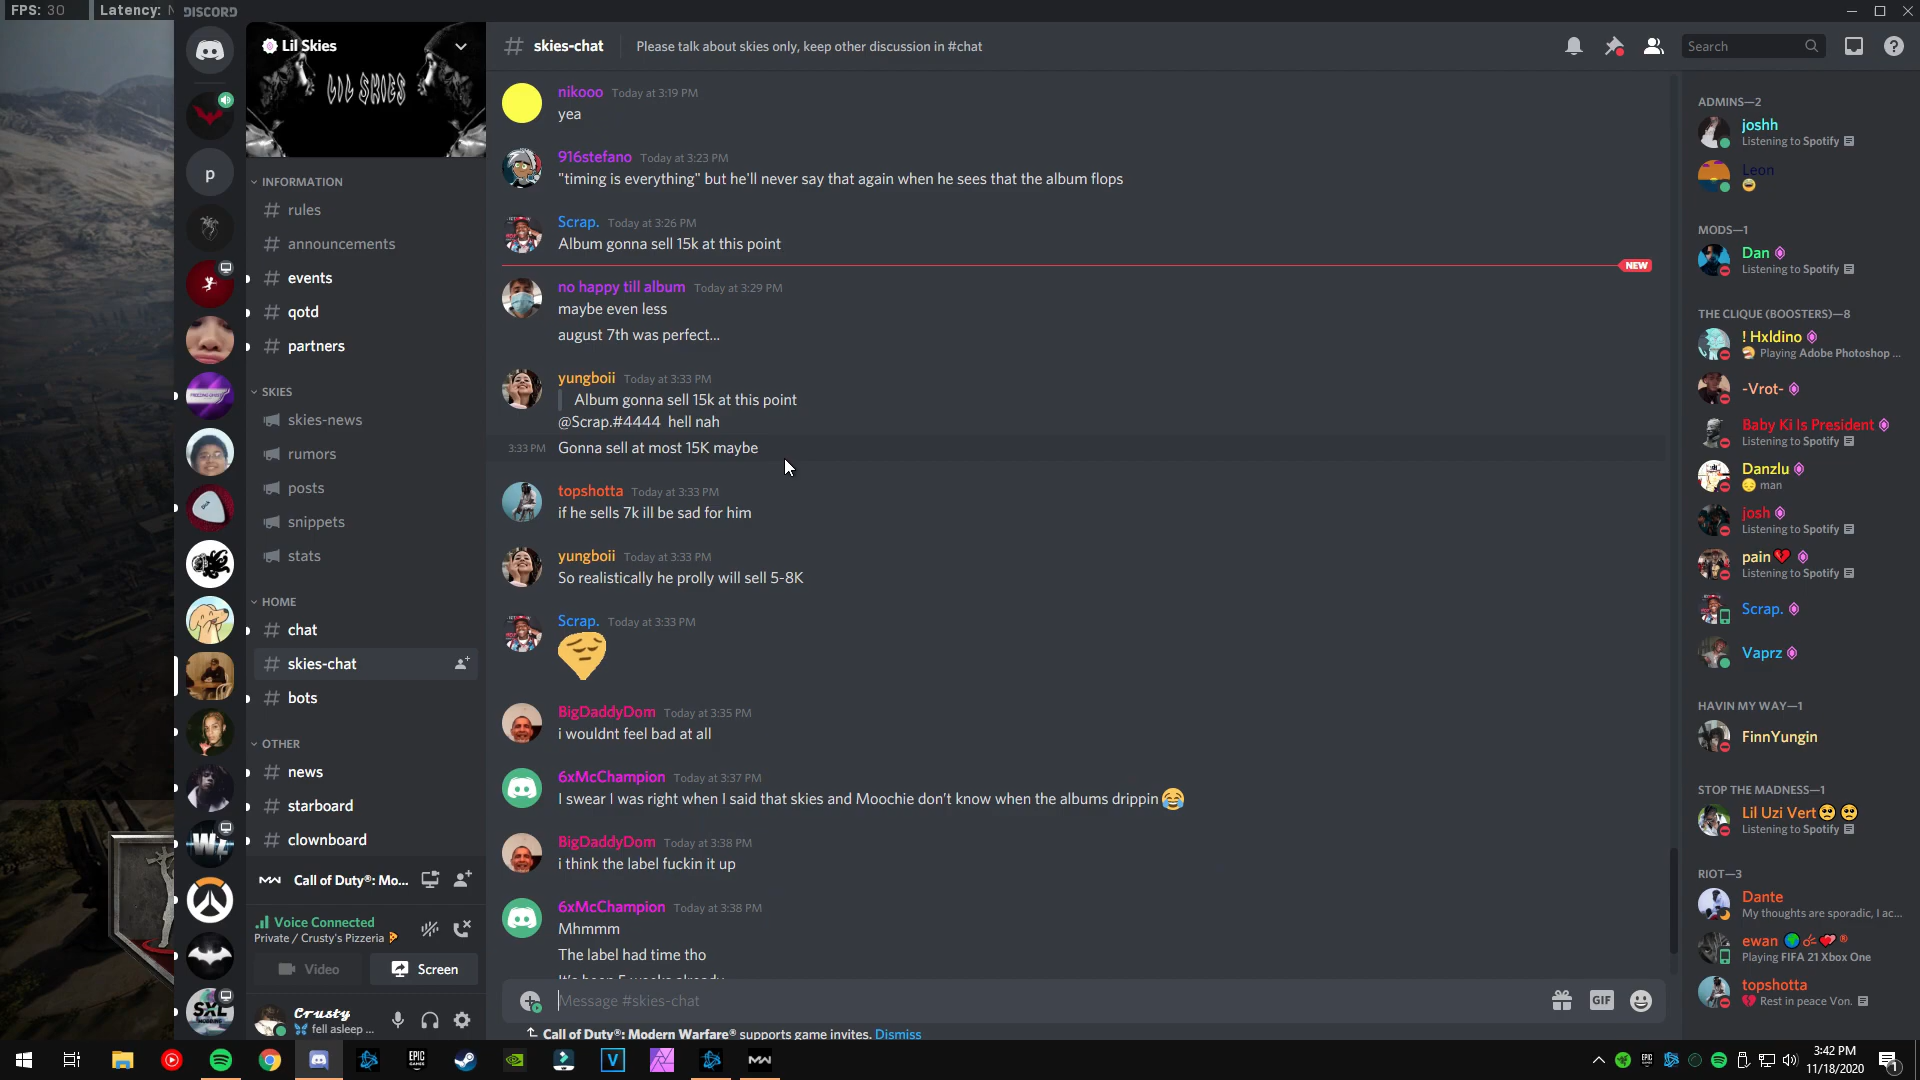 FPS: 30
Latency: N
DISCORD
Lil Skies
LIL SKIES
INFORMATION
rules
announcements
events
qotd
partners
SKIES
skies-news
rumors
posts
snippets
stats
HOME
chat
skies-chat
bots
OTHER
news
starboard
clownboard
Call of Duty®: Mo...
Voice Connected
Private / Crusty's Pizzeria
Video
Screen
Crusty
fell asleep ...
skies-chat
Please talk about skies only, keep other discussion in #chat
Search
nikooo Today at 3:19 PM
yea
916stefano Today at 3:23 PM
"timing is everything" but he'll never say that again when he sees that the album flops
Scrap. Today at 3:26 PM
Album gonna sell 15k at this point
NEW
no happy till album Today at 3:29 PM
maybe even less
august 7th was perfect...
yungboii Today at 3:33 PM
Album gonna sell 15k at this point
@Scrap.#4444 hell nah
3:33 PM Gonna sell at most 15K maybe
topshotta Today at 3:33 PM
if he sells 7k ill be sad for him
yungboii Today at 3:33 PM
So realistically he prolly will sell 5-8K
Scrap. Today at 3:33 PM
BigDaddyDom Today at 3:35 PM
i wouldnt feel bad at all
6xMcChampion Today at 3:37 PM
I swear I was right when I said that skies and Moochie don't know when the albums drippin 😂
BigDaddyDom Today at 3:38 PM
i think the label fuckin it up
6xMcChampion Today at 3:38 PM
Mhmmm
The label had time tho
It's been 5 weeks already
Message #skies-chat
GIF
Call of Duty®: Modern Warfare® supports game invites. Dismiss
ADMINS—2
joshh
Listening to Spotify
Leon
MODS—1
Dan
Listening to Spotify
THE CLIQUE (BOOSTERS)—8
! Hxldino
Playing Adobe Photoshop ...
-Vrot-
Baby Ki Is President
Listening to Spotify
Danzlu
man
josh
Listening to Spotify
pain
Listening to Spotify
Scrap.
Vaprz
HAVIN MY WAY—1
FinnYungin
STOP THE MADNESS—1
Lil Uzi Vert
Listening to Spotify
RIOT—3
Dante
My thoughts are sporadic, I ac...
ewan
Playing FIFA 21 Xbox One
topshotta
Rest in peace Von.
p
SXL
EPIC GAMES
V
MW
3:42 PM
11/18/2020
1